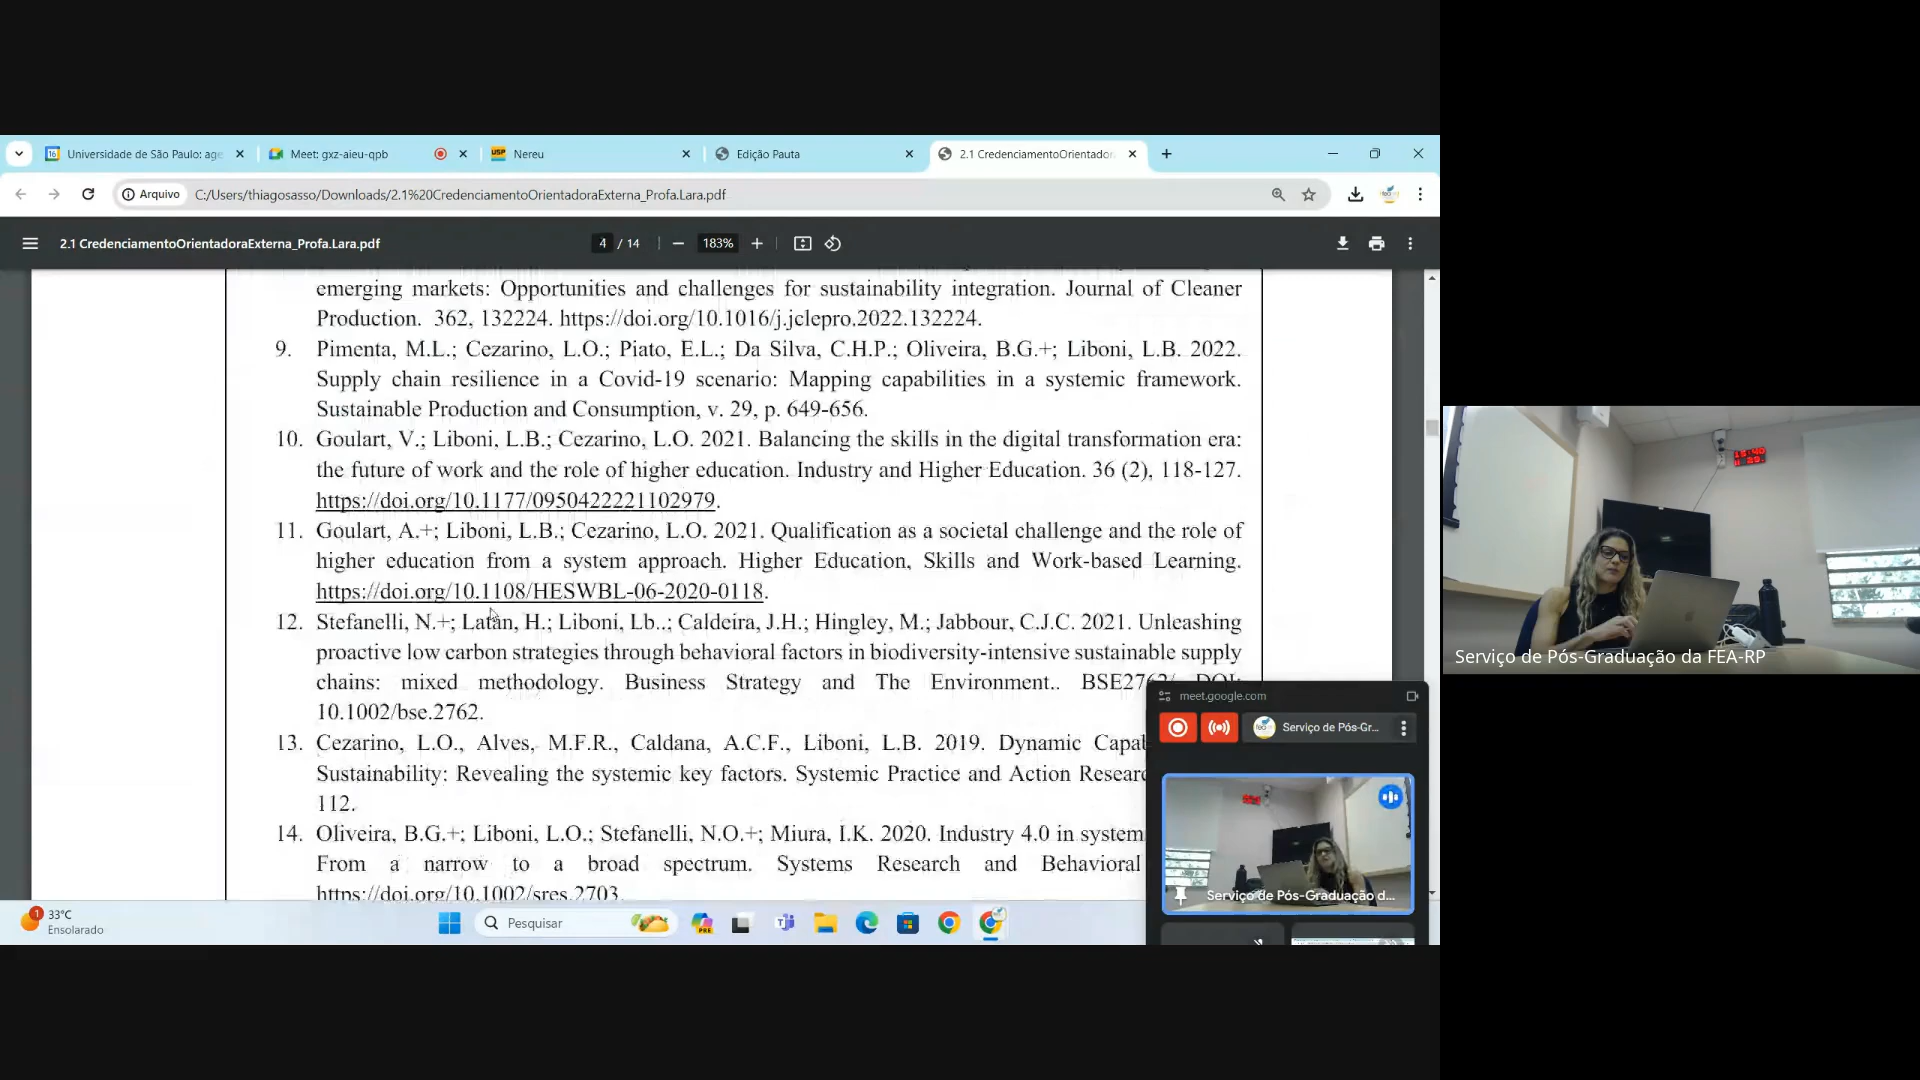 Universidade de São Paulo: age
Meet: gxz-aieu-qpb
Nereu
Edição Pauta
2.1 CredenciamentoOrientador
Arquivo
C:/Users/thiagosasso/Downloads/2.1%20CredenciamentoOrientadoraExterna_Profa.Lara.pdf
2.1 CredenciamentoOrientadoraExterna_Profa.Lara.pdf
4 / 14
183%
emerging markets: Opportunities and challenges for sustainability integration. Journal of Cleaner
Production. 362, 132224. https://doi.org/10.1016/j.jclepro.2022.132224.
9. Pimenta, M.L.; Cezarino, L.O.; Piato, E.L.; Da Silva, C.H.P.; Oliveira, B.G.+; Liboni, L.B. 2022.
Supply chain resilience in a Covid-19 scenario: Mapping capabilities in a systemic framework.
Sustainable Production and Consumption, v. 29, p. 649-656.
10. Goulart, V.; Liboni, L.B.; Cezarino, L.O. 2021. Balancing the skills in the digital transformation era:
the future of work and the role of higher education. Industry and Higher Education. 36 (2), 118-127.
https://doi.org/10.1177/09504222211029​79.
11. Goulart, A.+; Liboni, L.B.; Cezarino, L.O. 2021. Qualification as a societal challenge and the role of
higher education from a system approach. Higher Education, Skills and Work-based Learning.
https://doi.org/10.1108/HESWBL-06-2020-0118.
12. Stefanelli, N.+; Latan, H.; Liboni, Lb..; Caldeira, J.H.; Hingley, M.; Jabbour, C.J.C. 2021. Unleashing
proactive low carbon strategies through behavioral factors in biodiversity-intensive sustainable supply
chains: mixed methodology. Business Strategy and The Environment.. BSE2762/ DOI:
10.1002/bse.2762.
13. Cezarino, L.O., Alves, M.F.R., Caldana, A.C.F., Liboni, L.B. 2019. Dynamic Capab
Sustainability: Revealing the systemic key factors. Systemic Practice and Action Researc
112.
14. Oliveira, B.G.+; Liboni, L.O.; Stefanelli, N.O.+; Miura, I.K. 2020. Industry 4.0 in system
From a narrow to a broad spectrum. Systems Research and Behavioral
https://doi.org/10.1002/sres.2703.
meet.google.com
Serviço de Pós-Gr...
Serviço de Pós-Graduação d...
Serviço de Pós-Graduação da FEA-RP
1
33°C
Ensolarado
Pesquisar
PRE